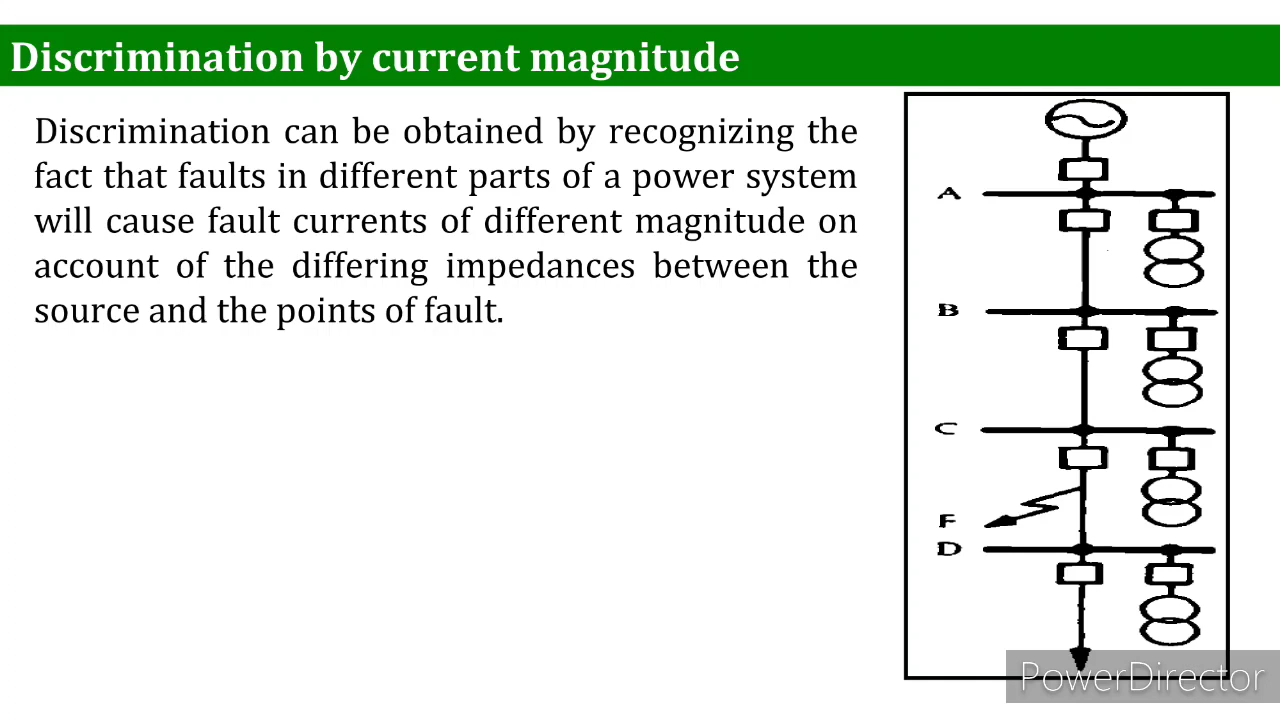 Discrimination by current magnitude
Discrimination can be obtained by recognizing the
fact that faults in different parts of a power system
will cause fault currents of different magnitude on
account of the differing impedances between the
source and the points of fault.
A
B
C
F
D
PowerDirector